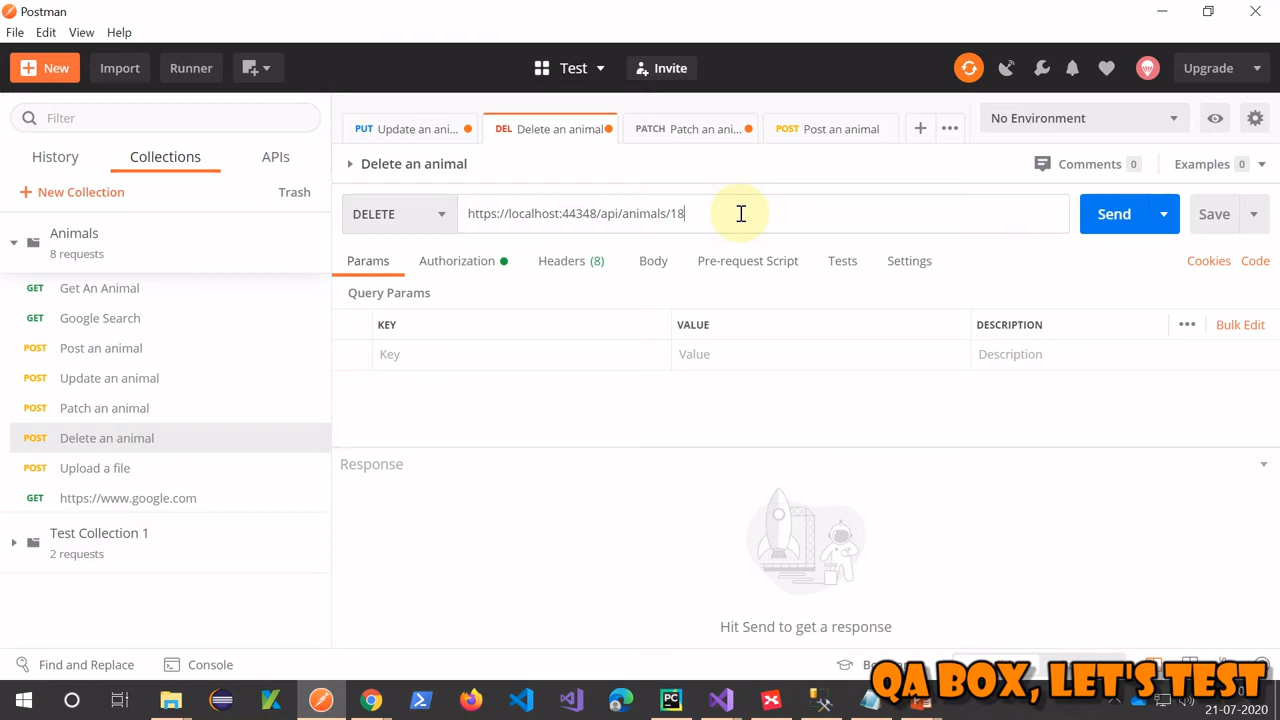 Postman
File Edit View Help
New Import Runner Test Invite Upgrade
Filter
History Collections APIs
New Collection Trash
Animals
8 requests
GET Get An Animal
GET Google Search
POST Post an animal
POST Update an animal
POST Patch an animal
POST Delete an animal
POST Upload a file
GET https://www.google.com
Test Collection 1
2 requests
PUT Update an ani... DEL Delete an animal PATCH Patch an ani... POST Post an animal
No Environment
Delete an animal Comments 0 Examples 0
DELETE https://localhost:44348/api/animals/18 Send Save
Params Authorization Headers (8) Body Pre-request Script Tests Settings Cookies Code
Query Params
KEY VALUE DESCRIPTION Bulk Edit
Key Value Description
Response
Hit Send to get a response
Find and Replace Console
QA BOX, LET'S TEST
21-07-2020